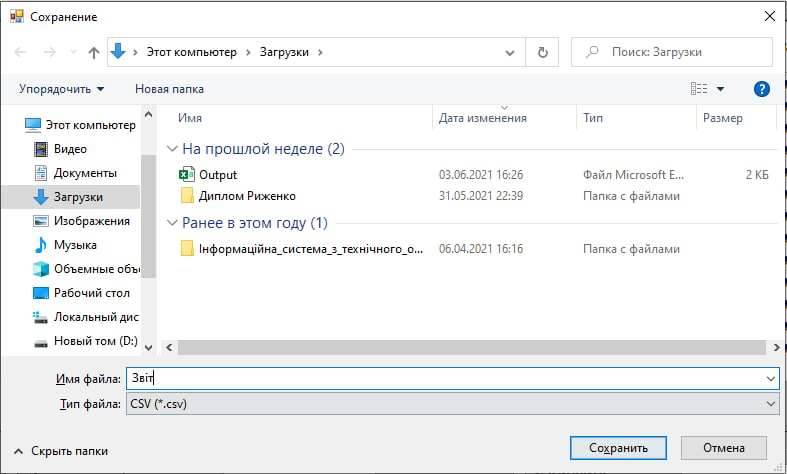 Сохранение
Этот компьютер Загрузки
Поиск: Загрузки
Упорядочить Новая папка
Этот компьютер
Видео
Документы
Загрузки
Изображения
Музыка
Объемные объе
Рабочий стол
Локальный дис
Новый том (D:)
Имя Дата изменения Тип Размер
На прошлой неделе (2)
Output 03.06.2021 16:26 Файл Microsoft E... 2 КБ
Диплом Риженко 31.05.2021 22:39 Папка с файлами
Ранее в этом году (1)
Інформаційна_система_з_технічного_о... 06.04.2021 16:16 Папка с файлами
Имя файла: Звіт
Тип файла: CSV (*.csv)
Скрыть папки Сохранить Отмена